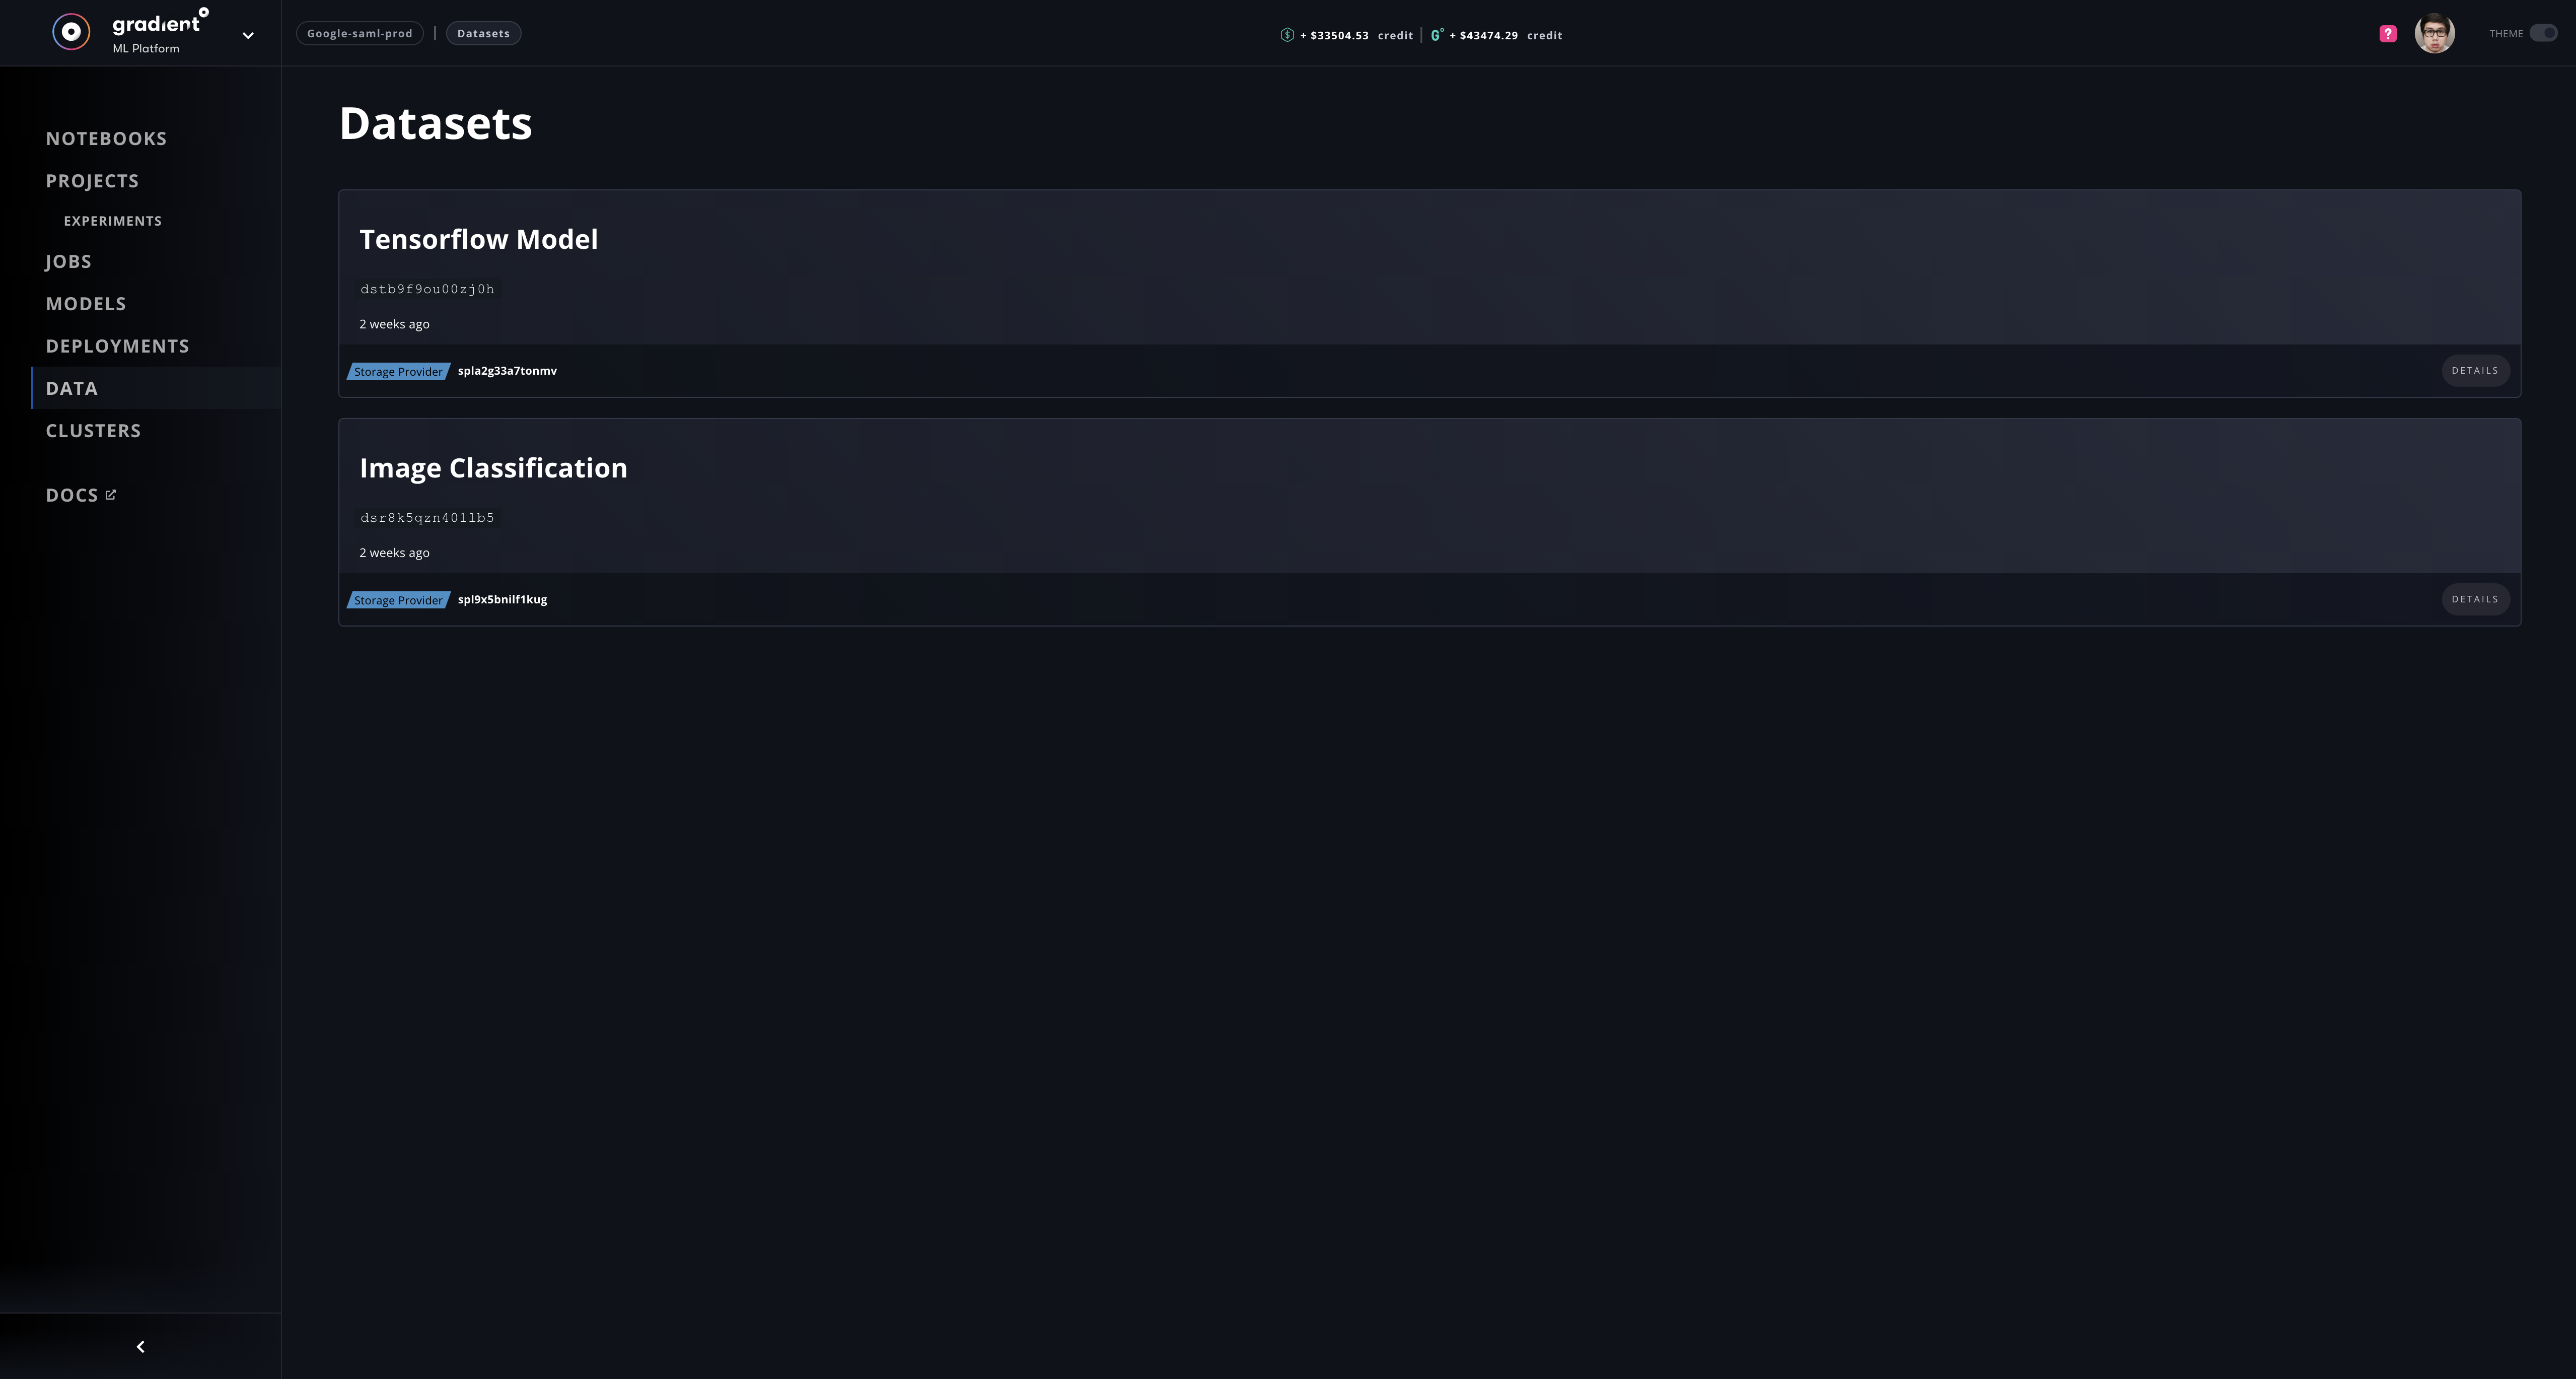 gradient
ML Platform
Google-saml-prod | Datasets
+ $33504.53 credit | G° + $43474.29 credit
?
THEME
NOTEBOOKS
PROJECTS
EXPERIMENTS
JOBS
MODELS
DEPLOYMENTS
DATA
CLUSTERS
DOCS
Datasets
Tensorflow Model
dstb9f9ou00zj0h
2 weeks ago
Storage Provider spla2g33a7tonmv
DETAILS
Image Classification
dsr8k5qzn40llb5
2 weeks ago
Storage Provider spl9x5bnilf1kug
DETAILS